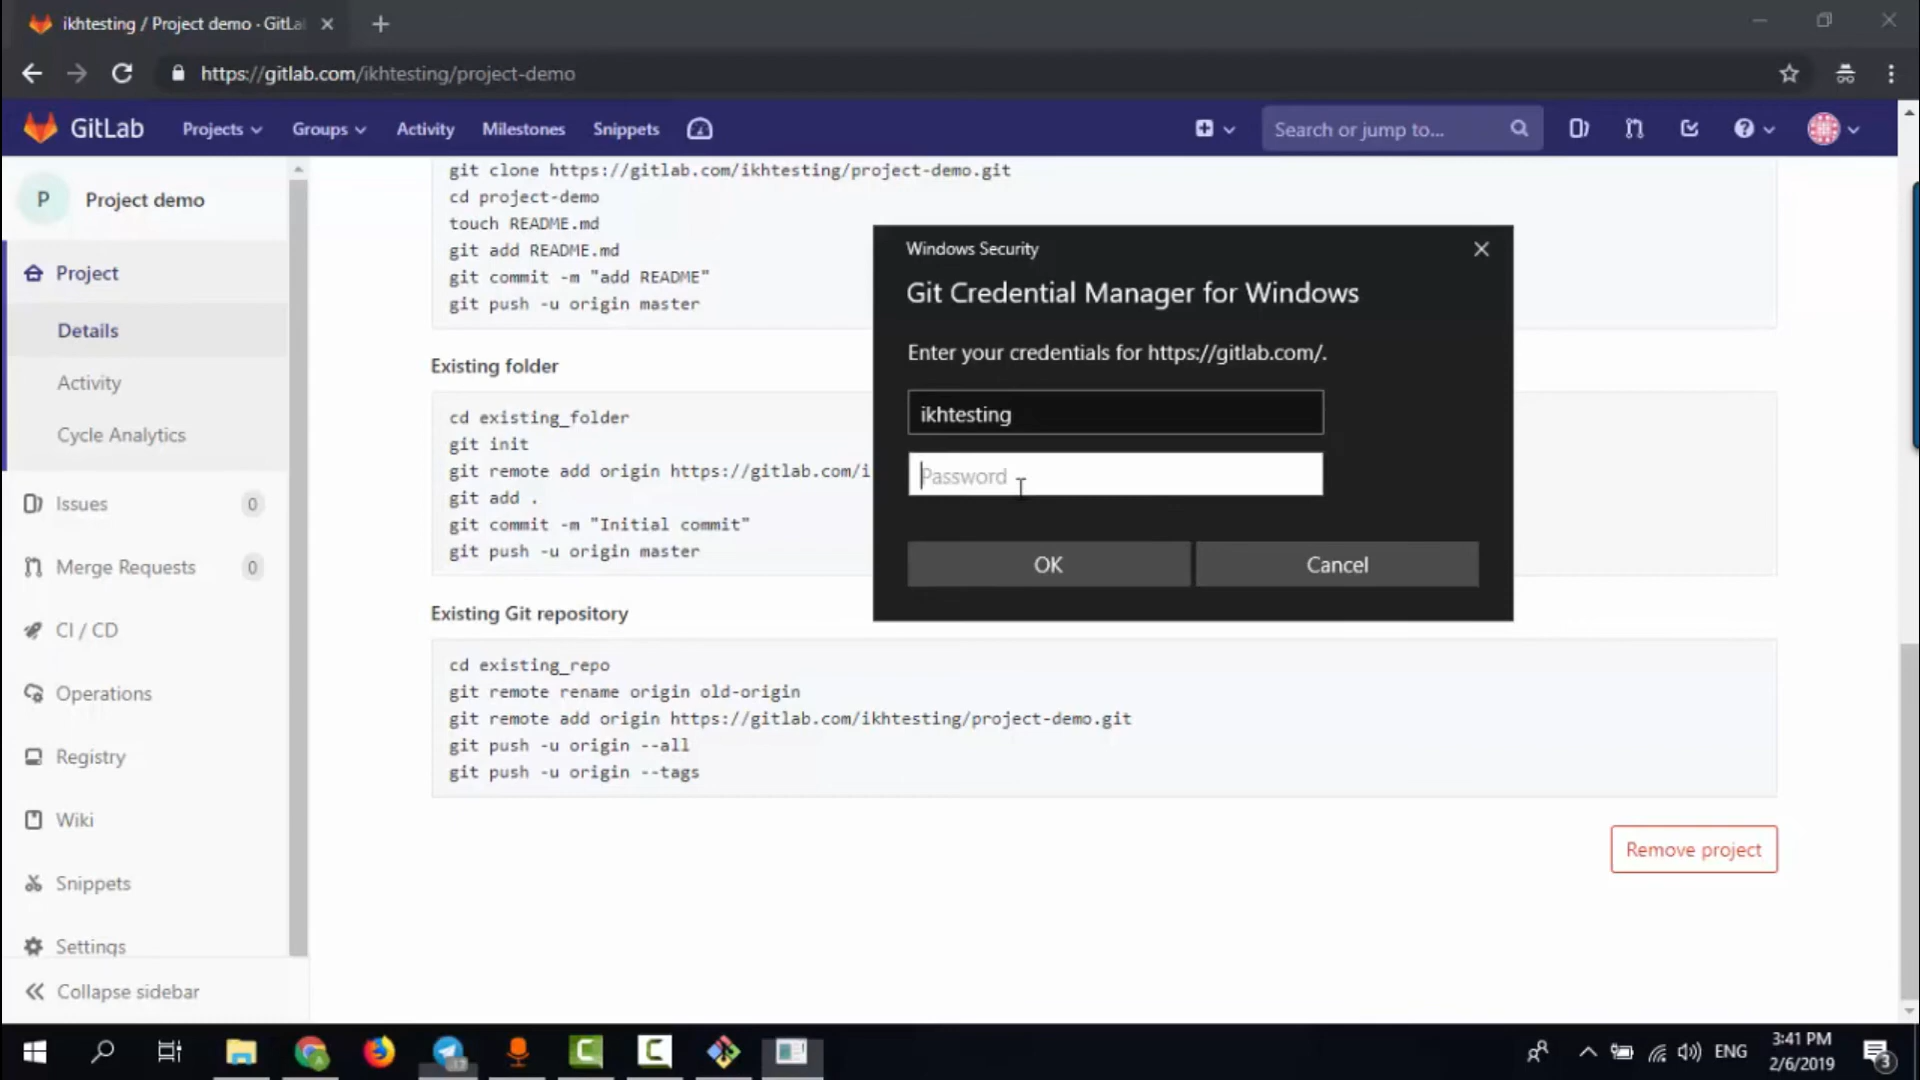 ikhtesting / Project demo · GitLa
https://gitlab.com/ikhtesting/project-demo
GitLab
Projects
Groups
Activity
Milestones
Snippets
Search or jump to...
P
Project demo
Project
Details
Activity
Cycle Analytics
Issues
0
Merge Requests
0
CI / CD
Operations
Registry
Wiki
Snippets
Settings
Collapse sidebar
git clone https://gitlab.com/ikhtesting/project-demo.git
cd project-demo
touch README.md
git add README.md
git commit -m "add README"
git push -u origin master
Existing folder
cd existing_folder
git init
git remote add origin https://gitlab.com/i
git add .
git commit -m "Initial commit"
git push -u origin master
Existing Git repository
cd existing_repo
git remote rename origin old-origin
git remote add origin https://gitlab.com/ikhtesting/project-demo.git
git push -u origin --all
git push -u origin --tags
Remove project
Windows Security
Git Credential Manager for Windows
Enter your credentials for https://gitlab.com/.
ikhtesting
Password
OK
Cancel
ENG
3:41 PM
2/6/2019
3